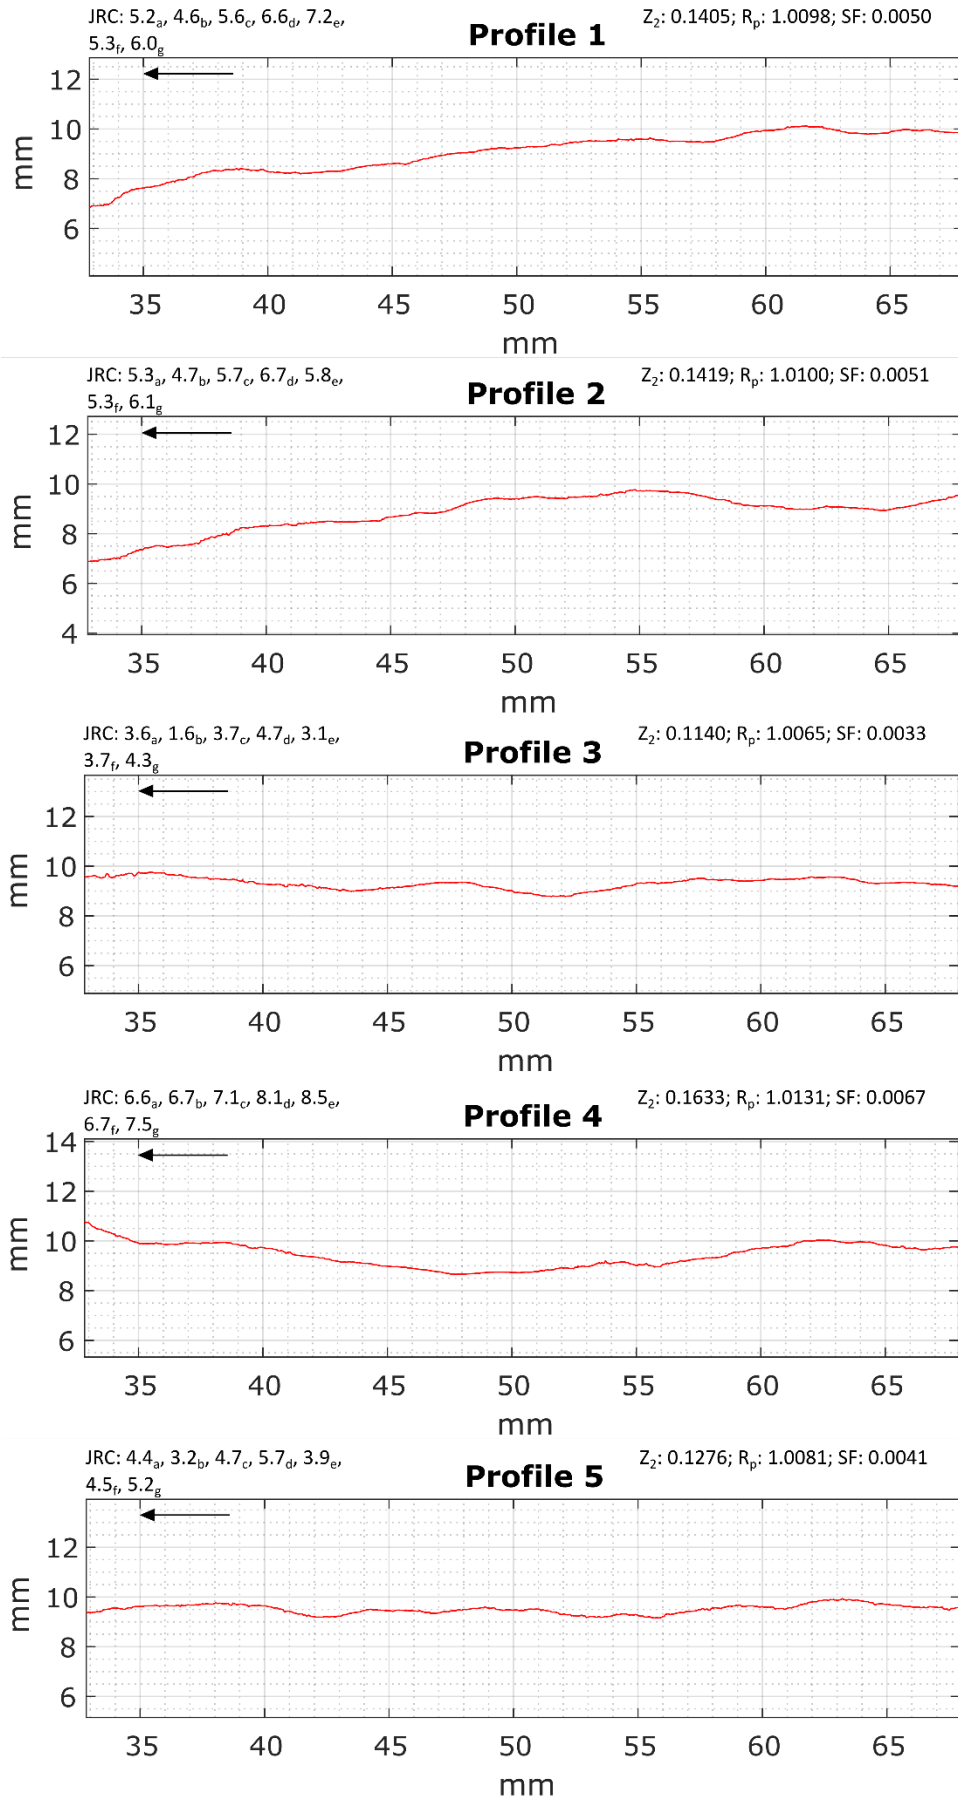 JRC: 5.2a, 4.6b, 5.6c, 6.6d, 7.2e,
5.3f, 6.0g
Profile 1
Z2: 0.1405; Rp: 1.0098; SF: 0.0050
12
10
8
6
mm
35 40 45 50 55 60 65
mm
JRC: 5.3a, 4.7b, 5.7c, 6.7d, 5.8e,
5.3f, 6.1g
Profile 2
Z2: 0.1419; Rp: 1.0100; SF: 0.0051
12
10
8
6
4
mm
35 40 45 50 55 60 65
mm
JRC: 3.6a, 1.6b, 3.7c, 4.7d, 3.1e,
3.7f, 4.3g
Profile 3
Z2: 0.1140; Rp: 1.0065; SF: 0.0033
12
10
8
6
mm
35 40 45 50 55 60 65
mm
JRC: 6.6a, 6.7b, 7.1c, 8.1d, 8.5e,
6.7f, 7.5g
Profile 4
Z2: 0.1633; Rp: 1.0131; SF: 0.0067
14
12
10
8
6
mm
35 40 45 50 55 60 65
mm
JRC: 4.4a, 3.2b, 4.7c, 5.7d, 3.9e,
4.5f, 5.2g
Profile 5
Z2: 0.1276; Rp: 1.0081; SF: 0.0041
12
10
8
6
mm
35 40 45 50 55 60 65
mm